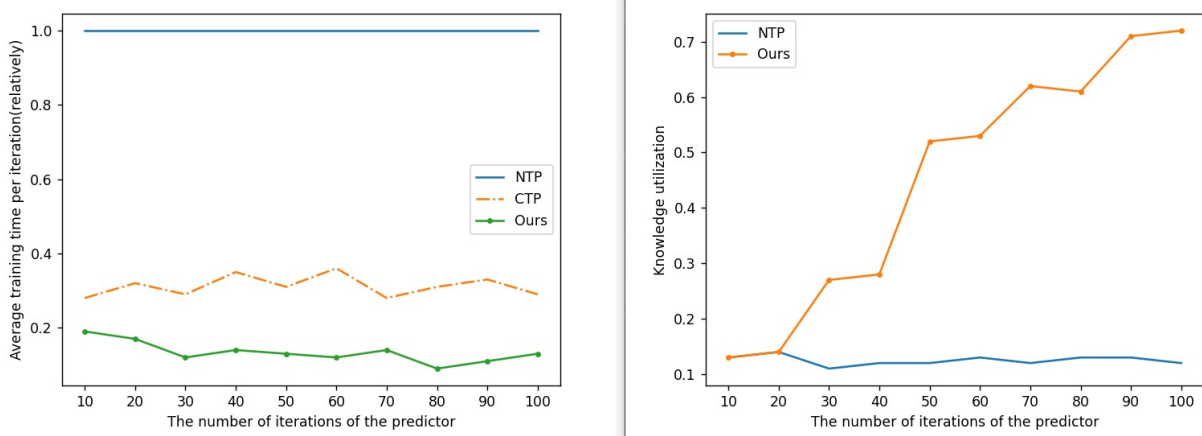 Average training time per iteration(relatively)
1.0
0.8
0.6
0.4
0.2
NTP
CTP
Ours
10 20 30 40 50 60 70 80 90 100
The number of iterations of the predictor
Knowledge utilization
0.7
0.6
0.5
0.4
0.3
0.2
0.1
NTP
Ours
10 20 30 40 50 60 70 80 90 100
The number of iterations of the predictor